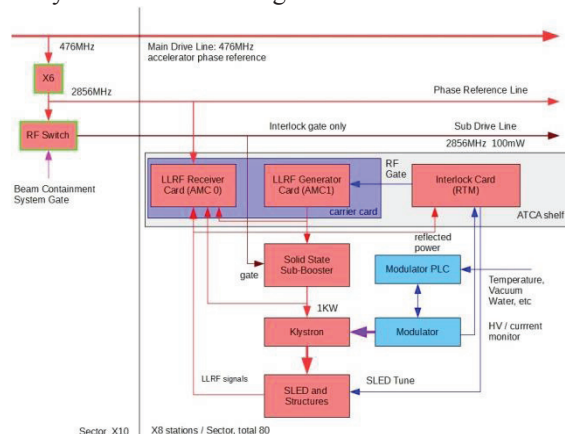 476MHz
Main Drive Line: 476MHz
accelerator phase reference
X6
2856MHz
Phase Reference Line
RF Switch
Interlock gate only
Sub Drive Line
2856MHz 100mW
Beam Containment
System Gate
LLRF Receiver
Card (AMC 0)
LLRF Generator
Card (AMC1)
carrier card
RF
Gate
Interlock Card
(RTM)
ATCA shelf
reflected
power
gate
Solid State
Sub-Booster
Modulator PLC
Temperature,
Vacuum
Water, etc
1KW
Klystron
Modulator
HV / currrent
monitor
LLRF signals
SLED and
Structures
SLED Tune
Sector, X10
X8 stations / Sector, total 80